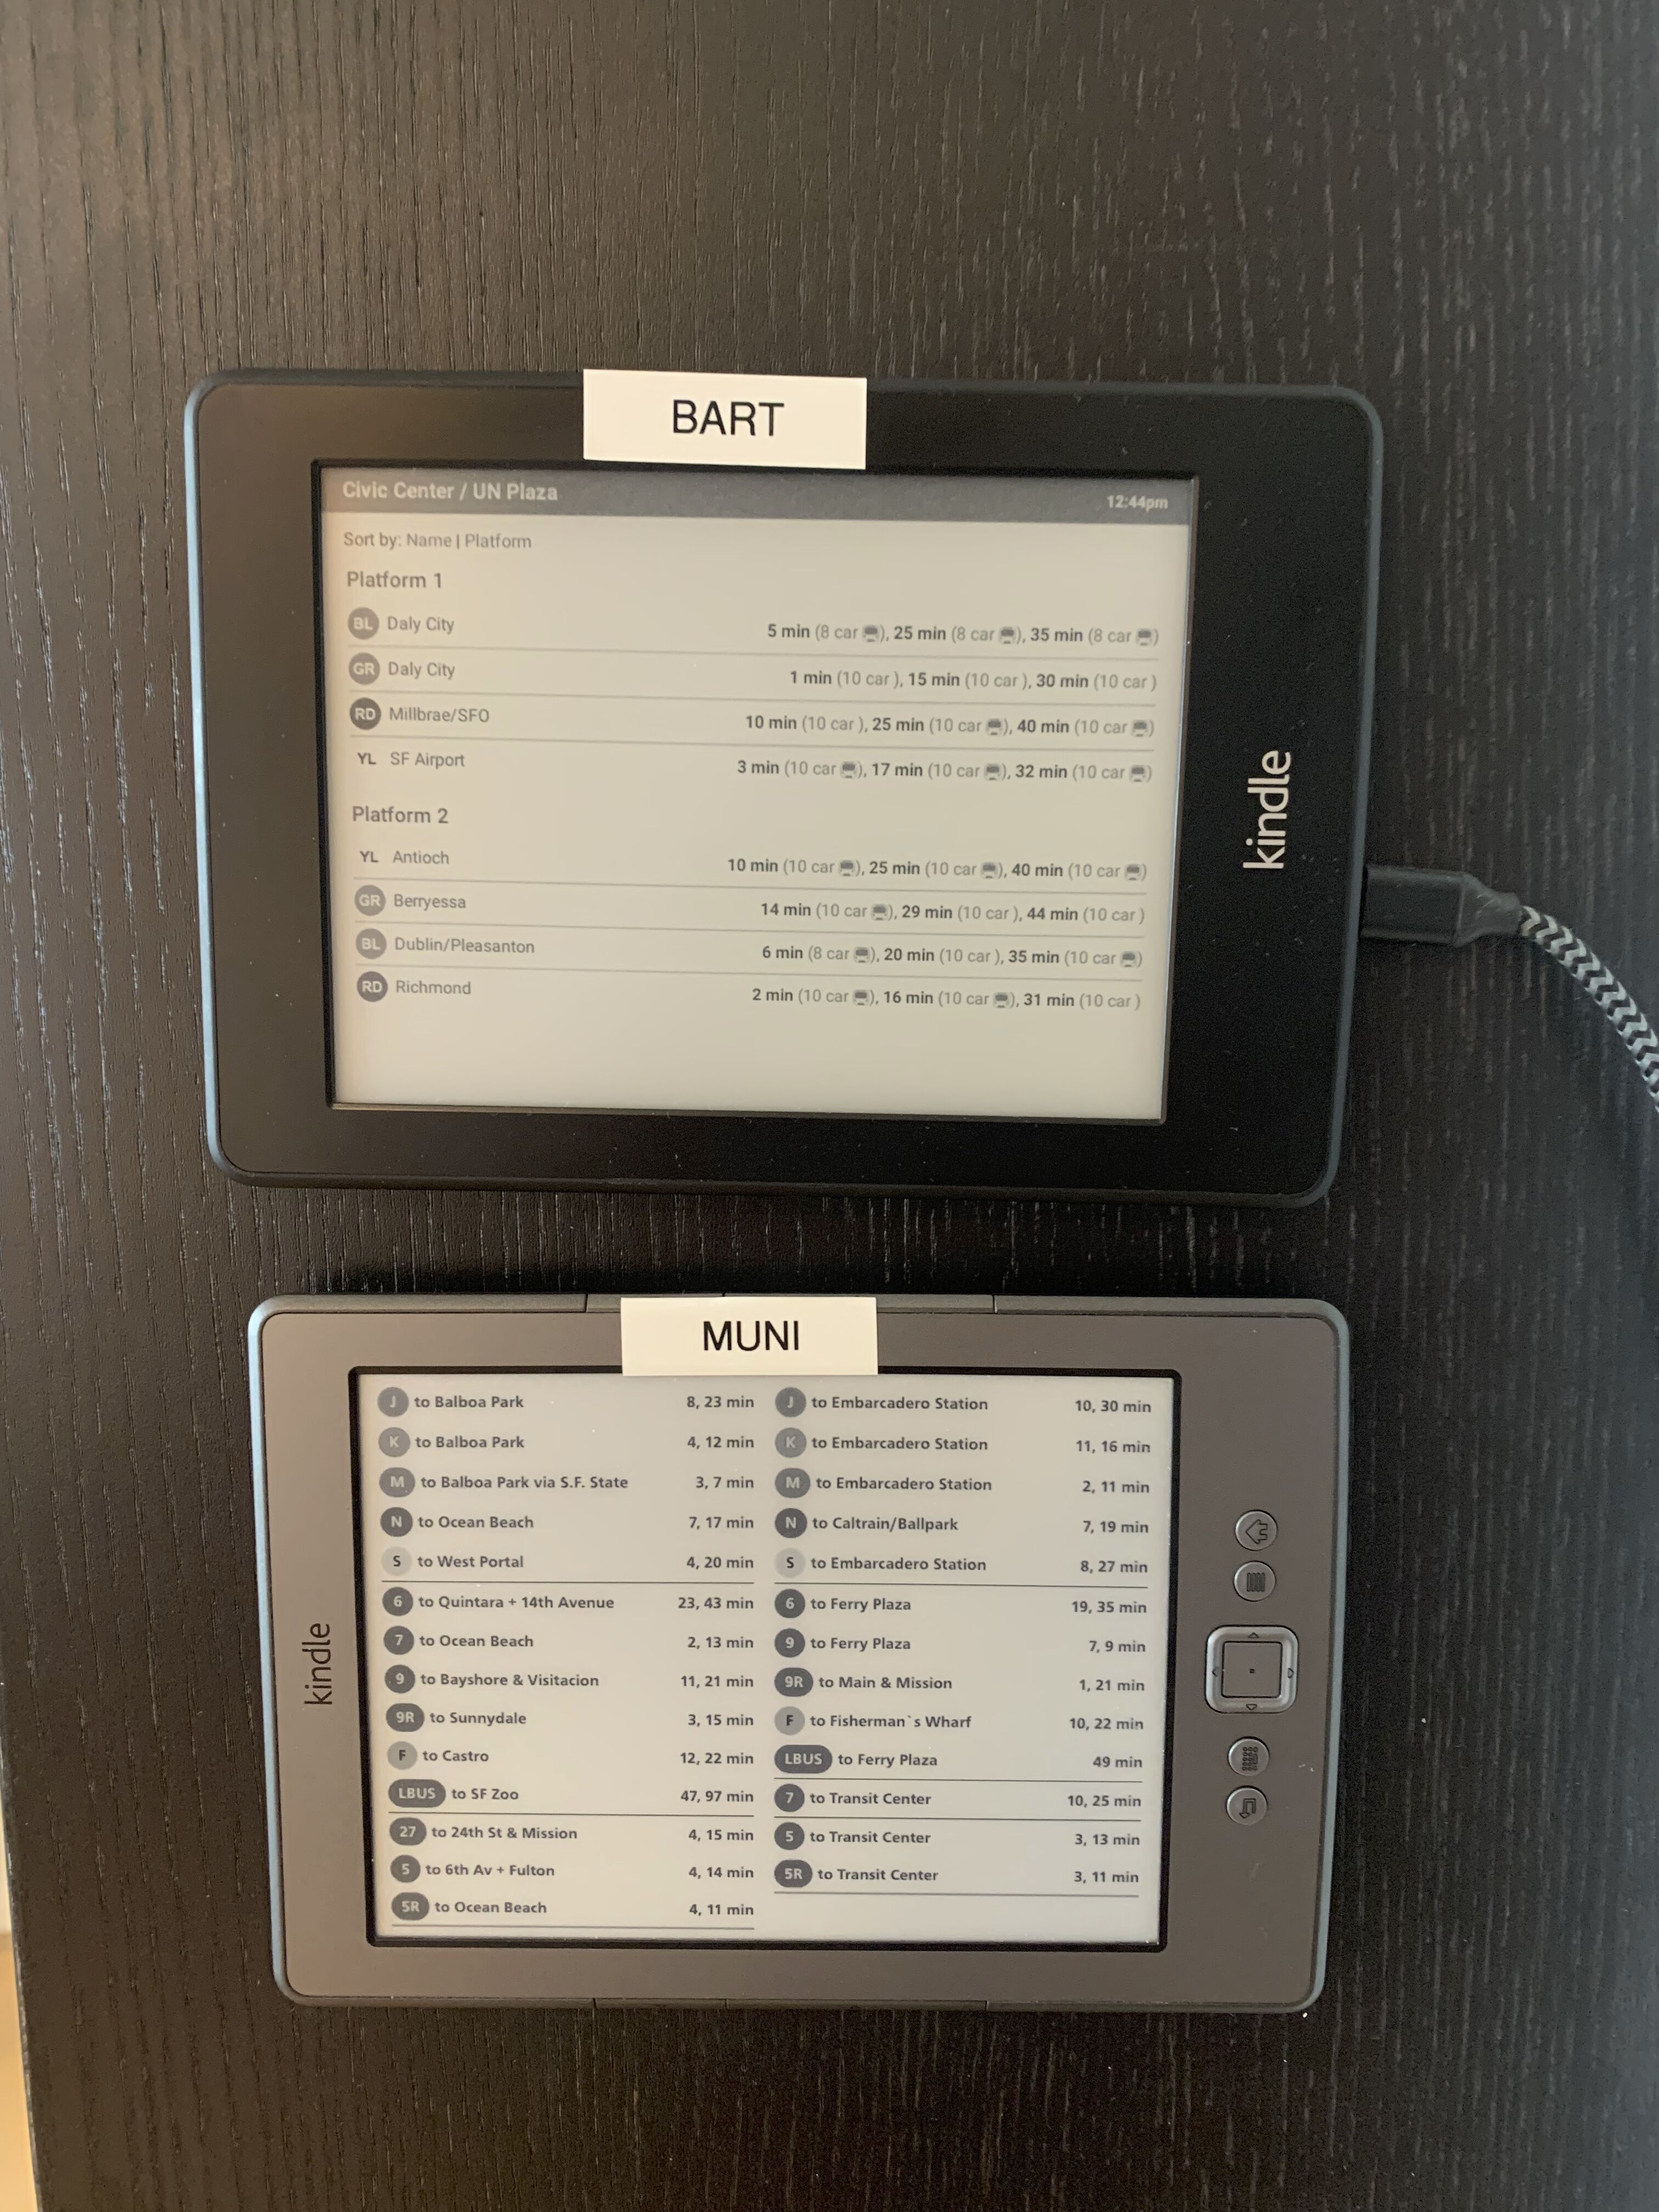 BART
Civic Center / UN Plaza 12:44pm
Sort by: Name | Platform
Platform 1
BL Daly City 5 min (8 car ), 25 min (8 car ), 35 min (8 car )
GR Daly City 1 min (10 car ), 15 min (10 car ), 30 min (10 car )
RD Millbrae/SFO 10 min (10 car ), 25 min (10 car ), 40 min (10 car )
YL SF Airport 3 min (10 car ), 17 min (10 car ), 32 min (10 car )
Platform 2
YL Antioch 10 min (10 car ), 25 min (10 car ), 40 min (10 car )
GR Berryessa 14 min (10 car ), 29 min (10 car ), 44 min (10 car )
BL Dublin/Pleasanton 6 min (8 car ), 20 min (10 car ), 35 min (10 car )
RD Richmond 2 min (10 car ), 16 min (10 car ), 31 min (10 car )
kindle
MUNI
J to Balboa Park 8, 23 min
K to Balboa Park 4, 12 min
M to Balboa Park via S.F. State 3, 7 min
N to Ocean Beach 7, 17 min
S to West Portal 4, 20 min
6 to Quintara + 14th Avenue 23, 43 min
7 to Ocean Beach 2, 13 min
9 to Bayshore & Visitacion 11, 21 min
9R to Sunnydale 3, 15 min
F to Castro 12, 22 min
LBUS to SF Zoo 47, 97 min
27 to 24th St & Mission 4, 15 min
5 to 6th Av + Fulton 4, 14 min
5R to Ocean Beach 4, 11 min
J to Embarcadero Station 10, 30 min
K to Embarcadero Station 11, 16 min
M to Embarcadero Station 2, 11 min
N to Caltrain/Ballpark 7, 19 min
S to Embarcadero Station 8, 27 min
6 to Ferry Plaza 19, 35 min
9 to Ferry Plaza 7, 9 min
9R to Main & Mission 1, 21 min
F to Fisherman`s Wharf 10, 22 min
LBUS to Ferry Plaza 49 min
7 to Transit Center 10, 25 min
5 to Transit Center 3, 13 min
5R to Transit Center 3, 11 min
kindle